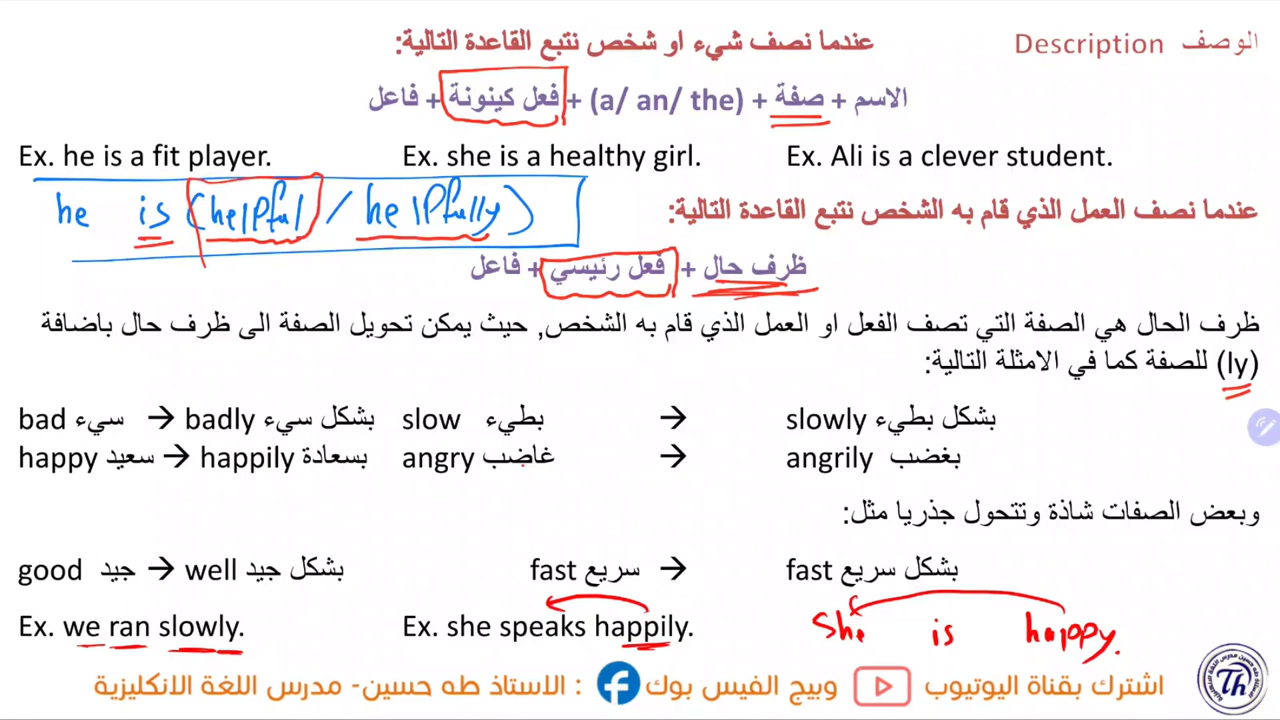 الوصف Description
عندما نصف شيء او شخص نتبع القاعدة التالية:
الاسم + صفة + (a/ an/ the) + فعل كينونة + فاعل
Ex. he is a fit player. Ex. she is a healthy girl. Ex. Ali is a clever student.
he is (helpful / helpfully)
عندما نصف العمل الذي قام به الشخص نتبع القاعدة التالية:
ظرف حال + فعل رئيسي + فاعل
ظرف الحال هي الصفة التي تصف الفعل او العمل الذي قام به الشخص, حيث يمكن تحويل الصفة الى ظرف حال باضافة
(ly) للصفة كما في الامثلة التالية:
bad سيء → badly بشكل سيء slow بطيء → slowly بشكل بطيء
happy سعيد → happily بسعادة angry غاضب → angrily بغضب
وبعض الصفات شاذة وتتحول جذريا مثل:
good جيد → well بشكل جيد fast سريع → fast بشكل سريع
Ex. we ran slowly. Ex. she speaks happily. She is happy.
اشترك بقناة اليوتيوب وبيج الفيس بوك : الاستاذ طه حسين- مدرس اللغة الانكليزية
Th